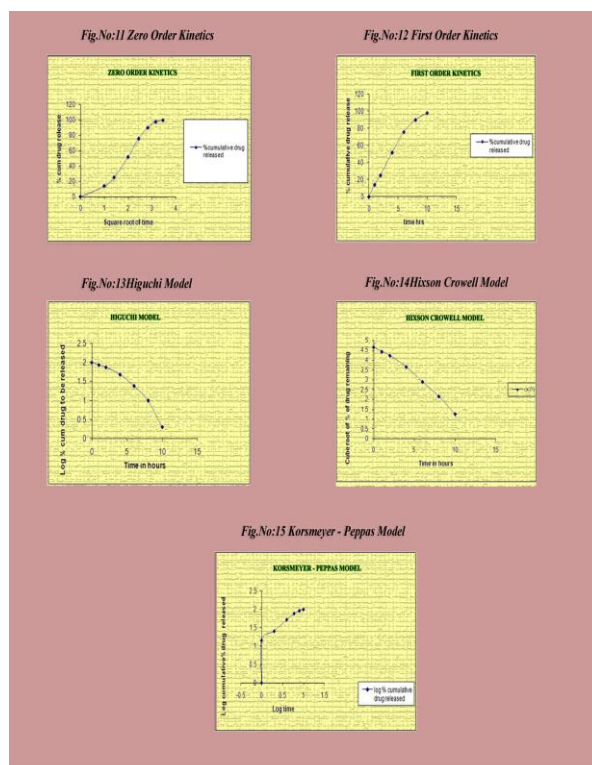 Fig.No:11 Zero Order Kinetics
Fig.No:12 First Order Kinetics
ZERO ORDER KINETICS
% cum drug release
120
100
80
60
40
20
0
0 1 2 3 4
Square root of time
%cumulative drug
released
FIRST ORDER KINETICS
% cumulative drug release
120
100
80
60
40
20
0
0 5 10 15
time hrs
%cumulative drug
released
Fig.No:13Higuchi Model
Fig.No:14Hixson Crowell Model
HIGUCHI MODEL
Log % cum drug to be released
2.5
2
1.5
1
0.5
0
0 5 10 15
Time in hours
HIXSON CROWELL MODEL
Cuberoot of % of drug remaining
5
4.5
4
3.5
3
2.5
2
1.5
1
0.5
0
0 5 10 15
Time in hours
Fig.No:15 Korsmeyer - Peppas Model
KORSMEYER - PEPPAS MODEL
Log cumulative% drug released
2.5
2
1.5
1
0.5
0
-0.5 0 0.5 1 1.5
Log time
log % cumulative
drug released